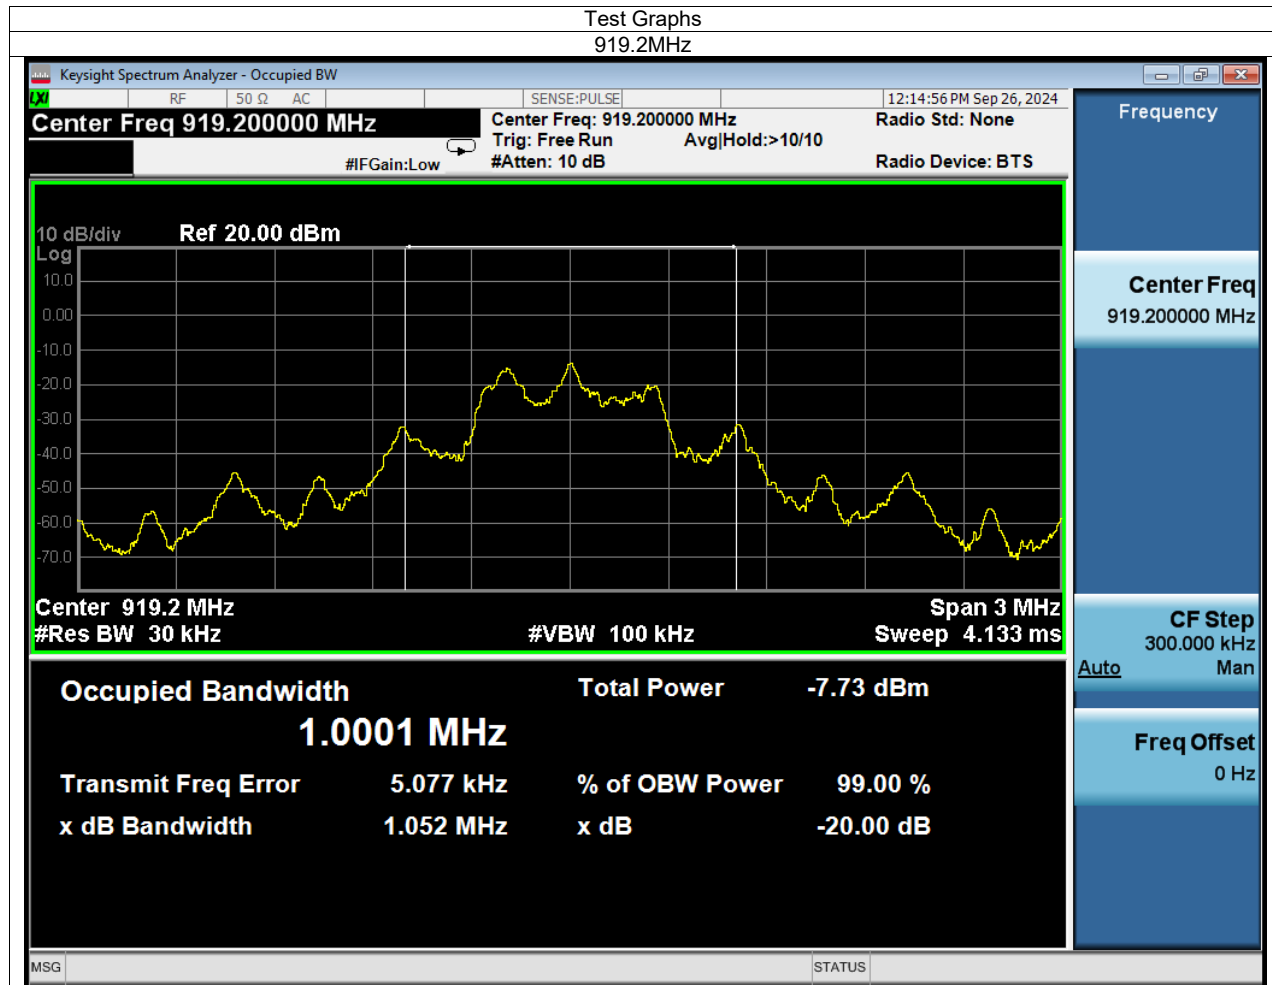 Test Graphs
919.2MHz
Keysight Spectrum Analyzer - Occupied BW
LXI RF 50 Ω AC SENSE:PULSE 12:14:56 PM Sep 26, 2024
Center Freq 919.200000 MHz
Center Freq: 919.200000 MHz
Radio Std: None
Trig: Free Run Avg|Hold:>10/10
#IFGain:Low
#Atten: 10 dB
Radio Device: BTS
10 dB/div Ref 20.00 dBm
Log
10.0
0.00
-10.0
-20.0
-30.0
-40.0
-50.0
-60.0
-70.0
Center 919.2 MHz Span 3 MHz
#Res BW 30 kHz #VBW 100 kHz Sweep 4.133 ms
Occupied Bandwidth Total Power -7.73 dBm
1.0001 MHz
Transmit Freq Error 5.077 kHz % of OBW Power 99.00 %
x dB Bandwidth 1.052 MHz x dB -20.00 dB
Frequency
Center Freq
919.200000 MHz
CF Step
300.000 kHz
Auto Man
Freq Offset
0 Hz
MSG STATUS